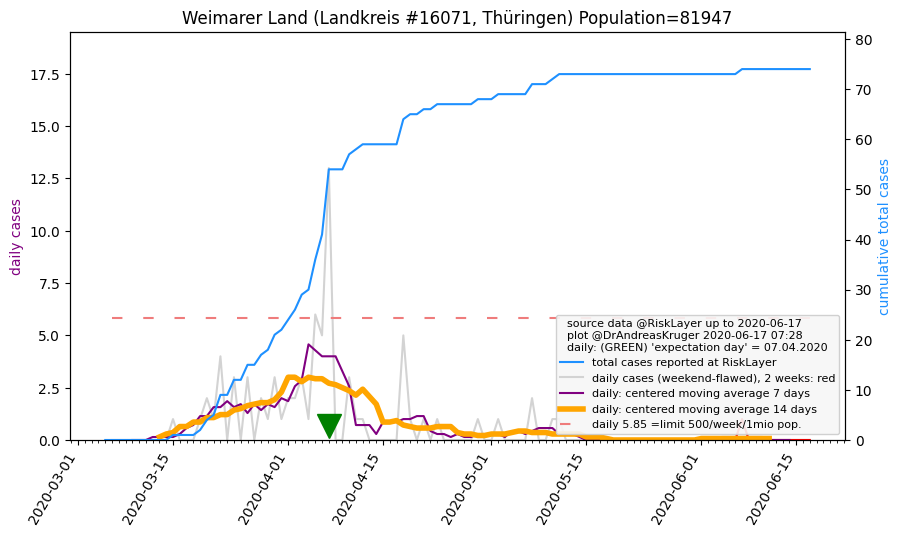 Weimarer Land (Landkreis #16071, Thüringen) Population=81947
daily cases
17.5
15.0
12.5
10.0
7.5
5.0
2.5
0.0
cumulative total cases
80
70
60
50
40
30
20
10
0
source data @RiskLayer up to 2020-06-17
plot @DrAndreasKruger 2020-06-17 07:28
daily: (GREEN) 'expectation day' = 07.04.2020
total cases reported at RiskLayer
daily cases (weekend-flawed), 2 weeks: red
daily: centered moving average 7 days
daily: centered moving average 14 days
daily 5.85 =limit 500/week/1mio pop.
2020-03-01
2020-03-15
2020-04-01
2020-04-15
2020-05-01
2020-05-15
2020-06-01
2020-06-15